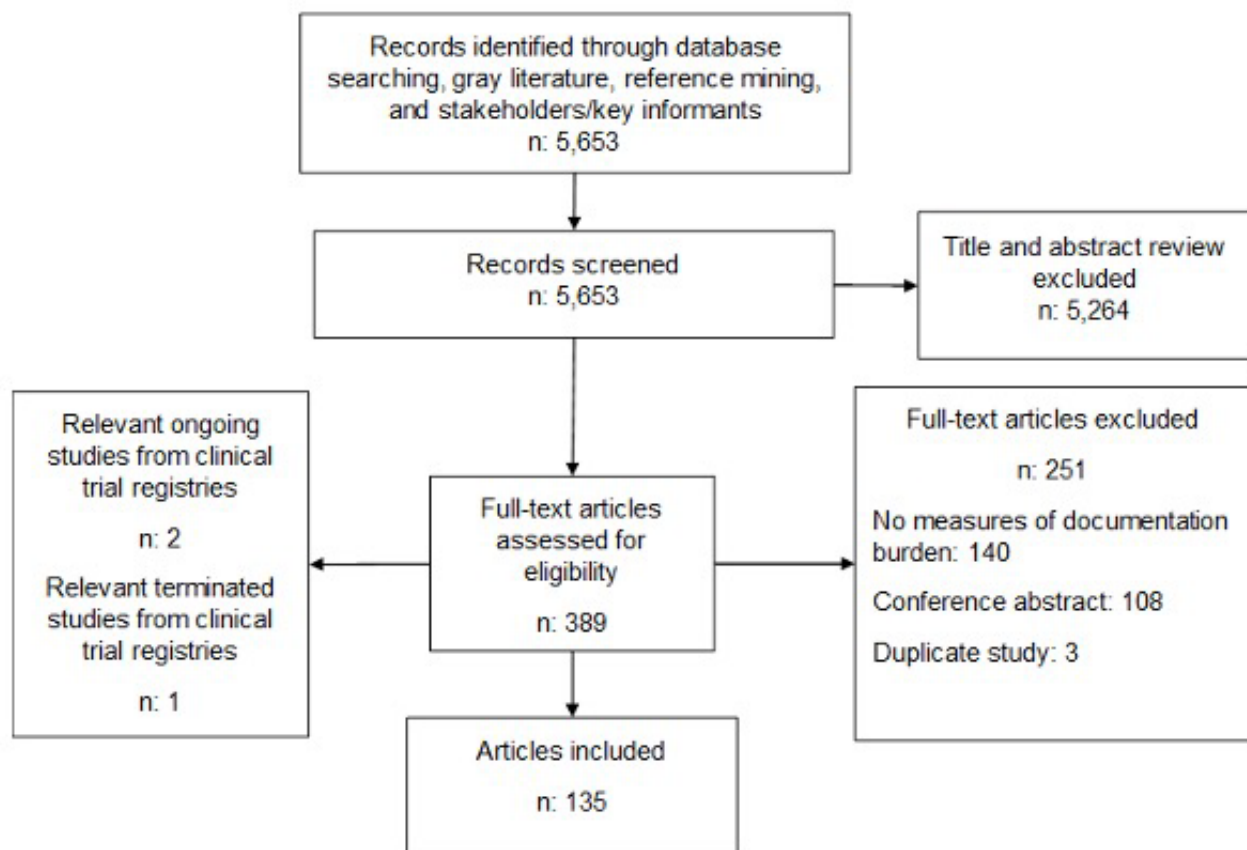 Records identified through database
searching, gray literature, reference mining,
and stakeholders/key informants
n: 5,653
Records screened
n: 5,653
Title and abstract review
excluded
n: 5,264
Relevant ongoing
studies from clinical
trial registries
n: 2
Relevant terminated
studies from clinical
trial registries
n: 1
Full-text articles
assessed for
eligibility
n: 389
Full-text articles excluded
n: 251
No measures of documentation
burden: 140
Conference abstract: 108
Duplicate study: 3
Articles included
n: 135